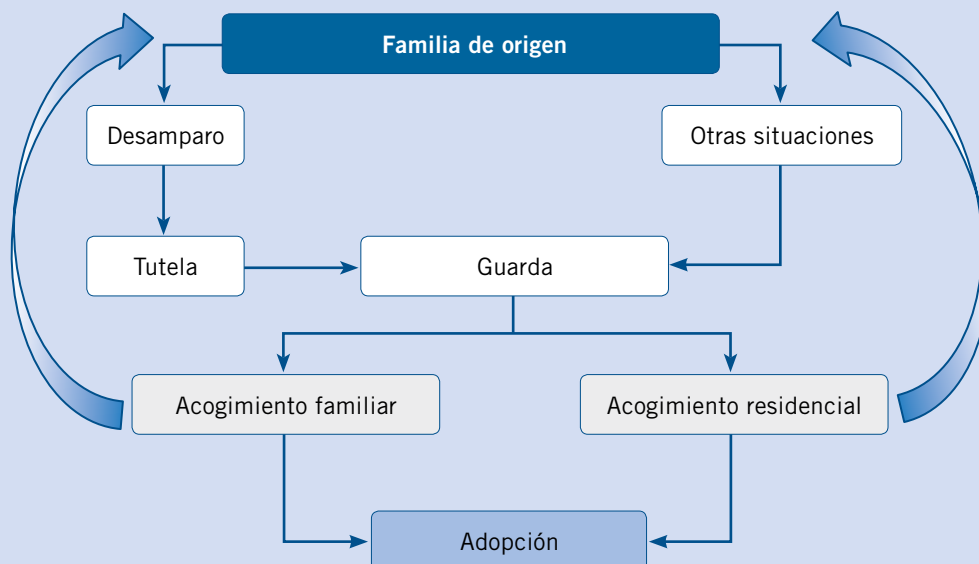 Familia de origen
Desamparo
Otras situaciones
Tutela
Guarda
Acogimiento familiar
Acogimiento residencial
Adopción